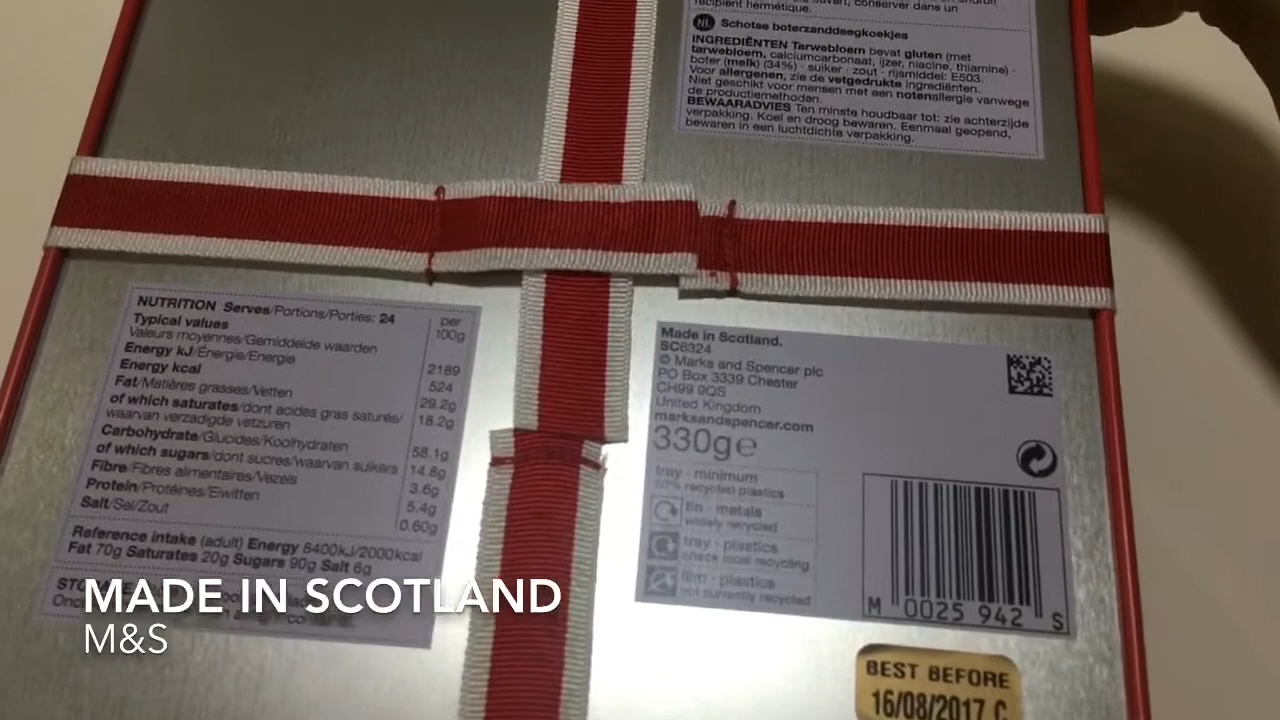 récipient hermétique.
NL Schotse boterzanddeegkoekjes
INGREDIËNTEN Tarwebloem bevat gluten (met
tarwebloem, calciumcarbonaat, ijzer, niacine, thiamine) ·
boter (melk) (34%) · suiker · zout · rijsmiddel: E503.
Voor allergenen, zie de vetgedrukte ingrediënten.
Niet geschikt voor mensen met een notenallergie vanwege
de productiemethoden.
BEWAARADVIES Ten minste houdbaar tot: zie achterzijde
verpakking. Koel en droog bewaren. Eenmaal geopend,
bewaren in een luchtdichte verpakking.
NUTRITION Serves/Portions/Porties: 24
Typical values per
Valeurs moyennes/Gemiddelde waarden 100g
Energy kJ/Énergie/Energie 2189
Energy kcal 524
Fat/Matières grasses/Vetten 29.2g
of which saturates/dont acides gras saturés/ 18.2g
waarvan verzadigde vetzuren
Carbohydrate/Glucides/Koolhydraten 58.1g
of which sugars/dont sucres/waarvan suikers 14.8g
Fibre/Fibres alimentaires/Vezels 3.6g
Protein/Protéines/Eiwitten 5.4g
Salt/Sel/Zout 0.60g
Reference intake (adult) Energy 8400kJ/2000kcal
Fat 70g Saturates 20g Sugars 90g Salt 6g
Made in Scotland.
SC6324
© Marks and Spencer plc
PO Box 3339 Chester
CH99 9QS
United Kingdom
marksandspencer.com
330g℮
tray · minimum
50% recycled plastics
tin · metals
widely recycled
tray · plastics
check local recycling
film · plastics
not currently recycled
M 0025 942 S
BEST BEFORE
16/08/2017 C
MADE IN SCOTLAND
M&S